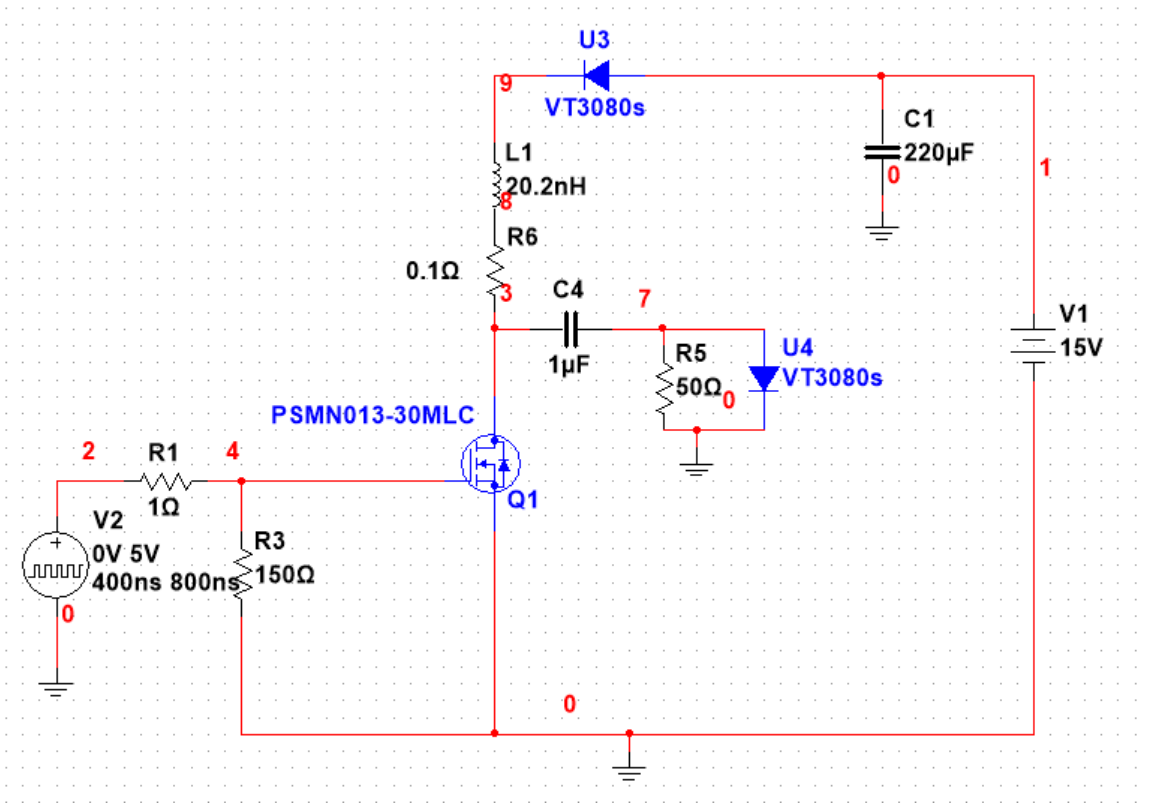 U3
9
VT3080s
C1
220µF
0
1
L1
20.2nH
8
R6
0.1Ω
3
C4
7
1µF
V1
15V
R5
50Ω
0
U4
VT3080s
PSMN013-30MLC
Q1
2
R1
4
1Ω
V2
0V 5V
400ns 800ns
0
R3
150Ω
0